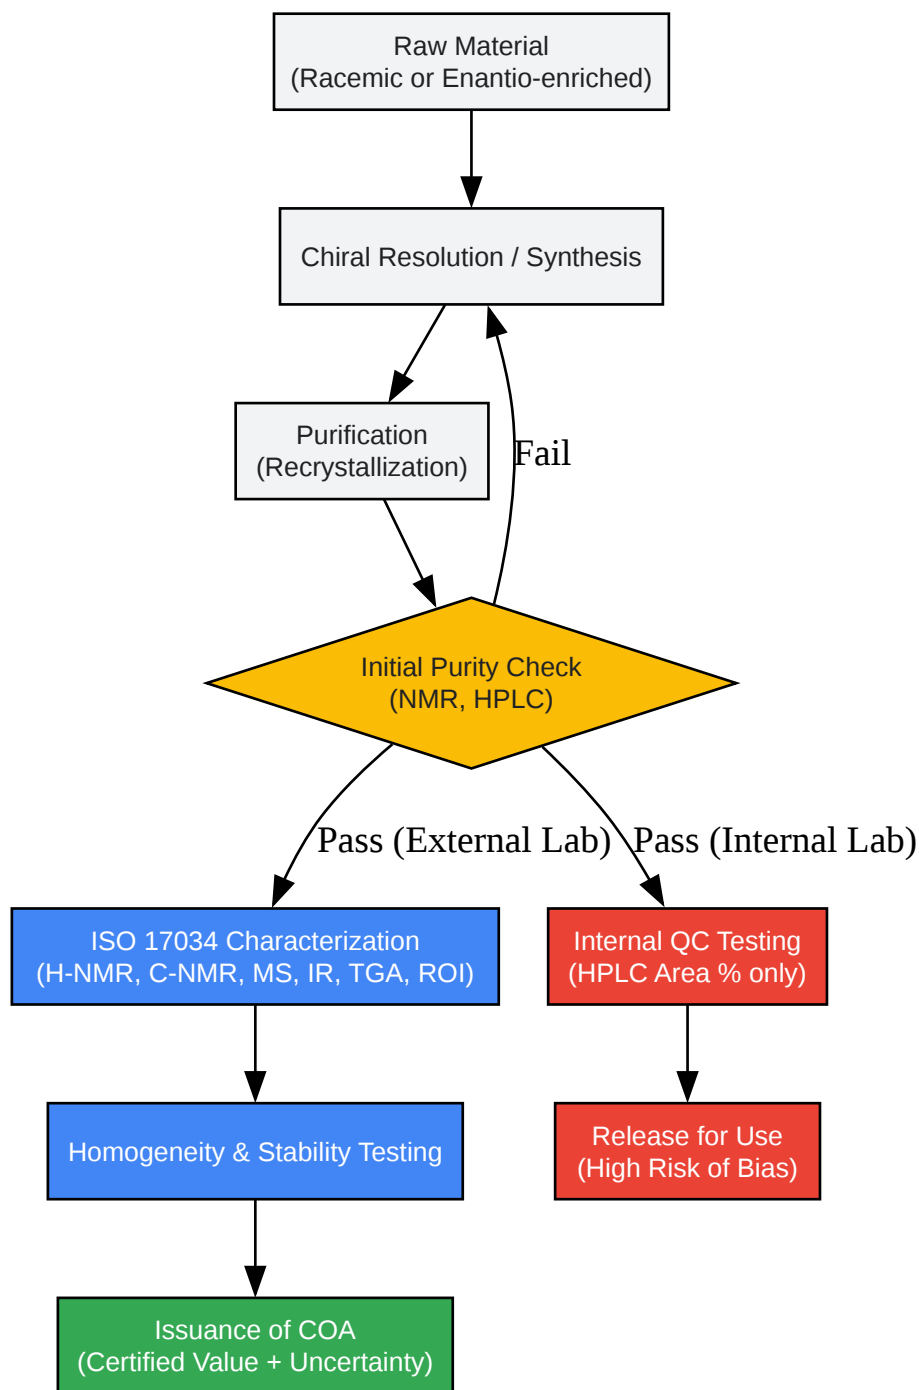 Raw Material
(Racemic or Enantio-enriched)
Chiral Resolution / Synthesis
Purification
(Recrystallization)
Fail
Initial Purity Check
(NMR, HPLC)
Pass (External Lab)
Pass (Internal Lab)
ISO 17034 Characterization
(H-NMR, C-NMR, MS, IR, TGA, ROI)
Internal QC Testing
(HPLC Area % only)
Homogeneity & Stability Testing
Release for Use
(High Risk of Bias)
Issuance of COA
(Certified Value + Uncertainty)